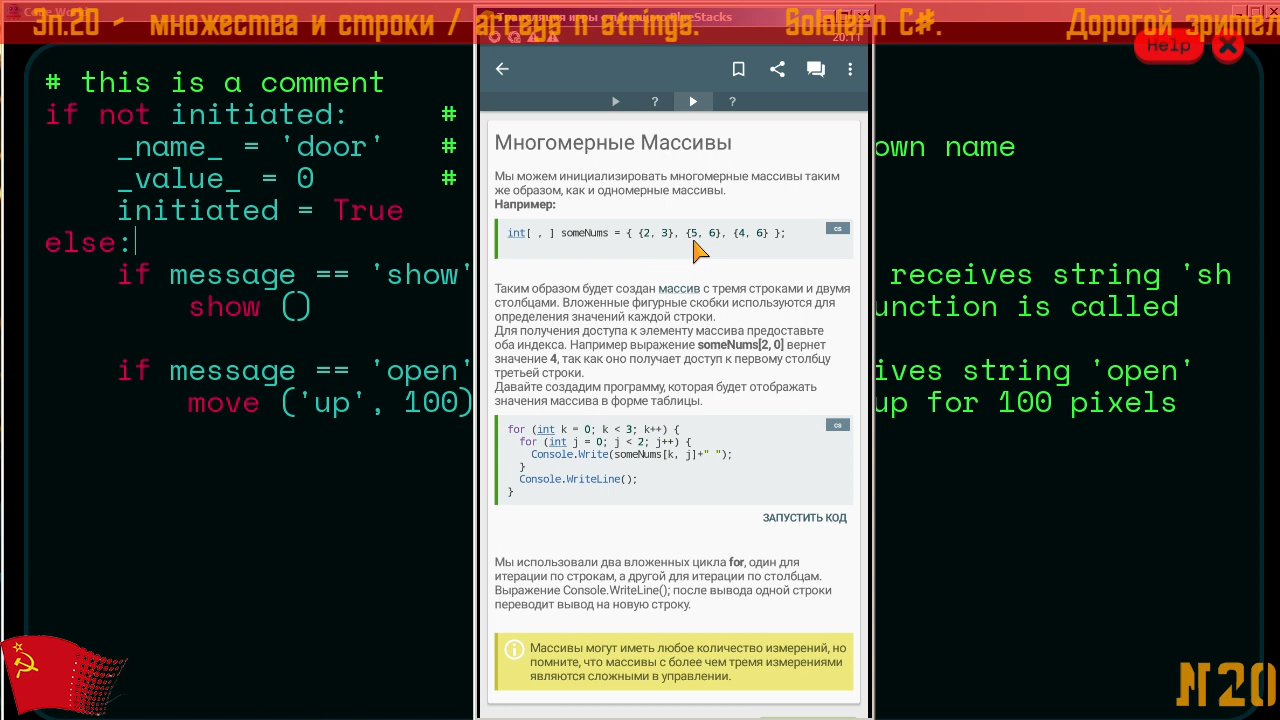 Эп.20 - множества и строки / arrays n strings. Sololearn C#. Дорогой зрител
Трансляция игры с помощью BlueStacks
20:11
Help
# this is a comment
if not initiated: #
_name_ = 'door' # own name
_value_ = 0 #
initiated = True
else:
if message == 'show' receives string 'sh
show () unction is called
if message == 'open' ives string 'open'
move ('up', 100) up for 100 pixels
Многомерные Массивы
Мы можем инициализировать многомерные массивы таким
же образом, как и одномерные массивы.
Например:
int[ , ] someNums = { {2, 3}, {5, 6}, {4, 6} };
cs
Таким образом будет создан массив с тремя строками и двумя
столбцами. Вложенные фигурные скобки используются для
определения значений каждой строки.
Для получения доступа к элементу массива предоставьте
оба индекса. Например выражение someNums[2, 0] вернет
значение 4, так как оно получает доступ к первому столбцу
третьей строки.
Давайте создадим программу, которая будет отображать
значения массива в форме таблицы.
for (int k = 0; k < 3; k++) {
cs
for (int j = 0; j < 2; j++) {
Console.Write(someNums[k, j]+" ");
}
Console.WriteLine();
}
ЗАПУСТИТЬ КОД
Мы использовали два вложенных цикла for, один для
итерации по строкам, а другой для итерации по столбцам.
Выражение Console.WriteLine(); после вывода одной строки
переводит вывод на новую строку.
Массивы могут иметь любое количество измерений, но
помните, что массивы с более чем тремя измерениями
являются сложными в управлении.
N20